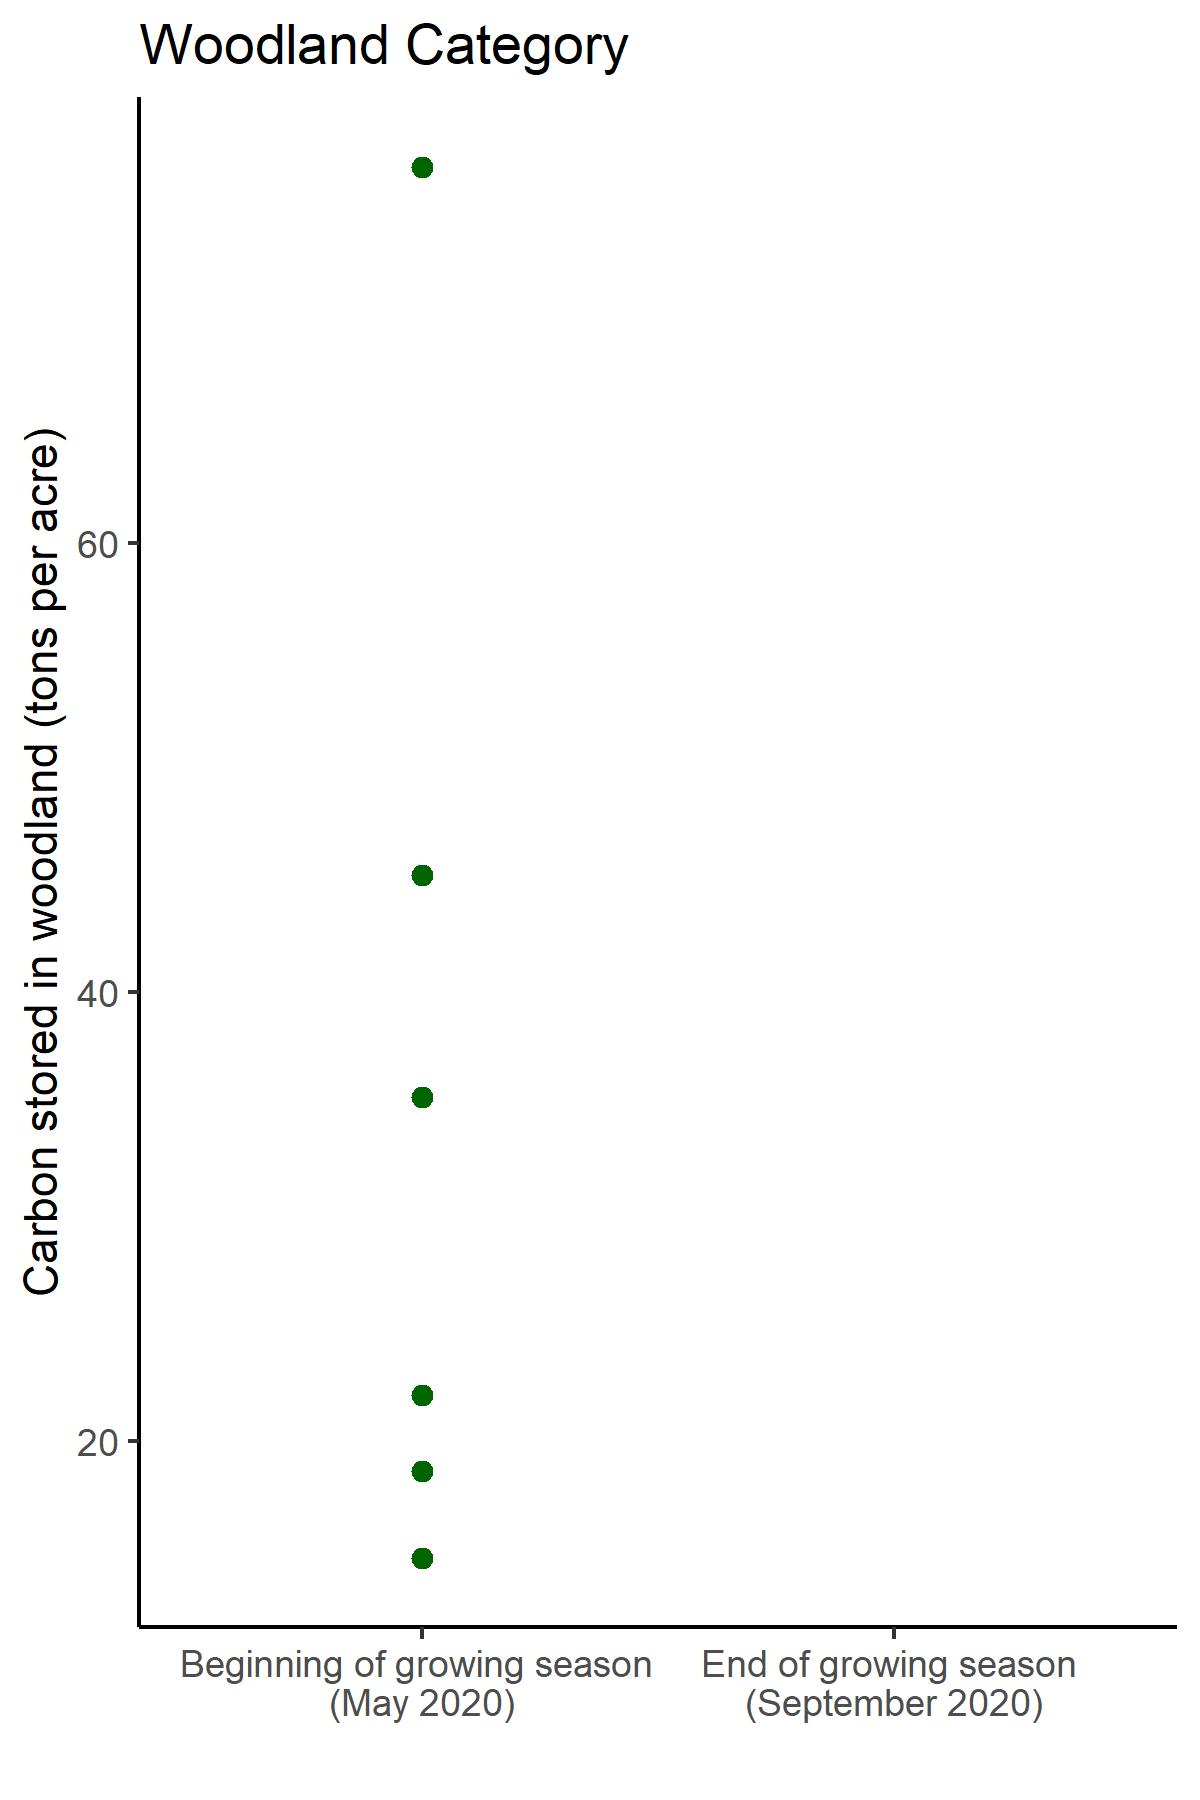 Woodland Category
Carbon stored in woodland (tons per acre)
60
40
20
Beginning of growing season
(May 2020)
End of growing season
(September 2020)